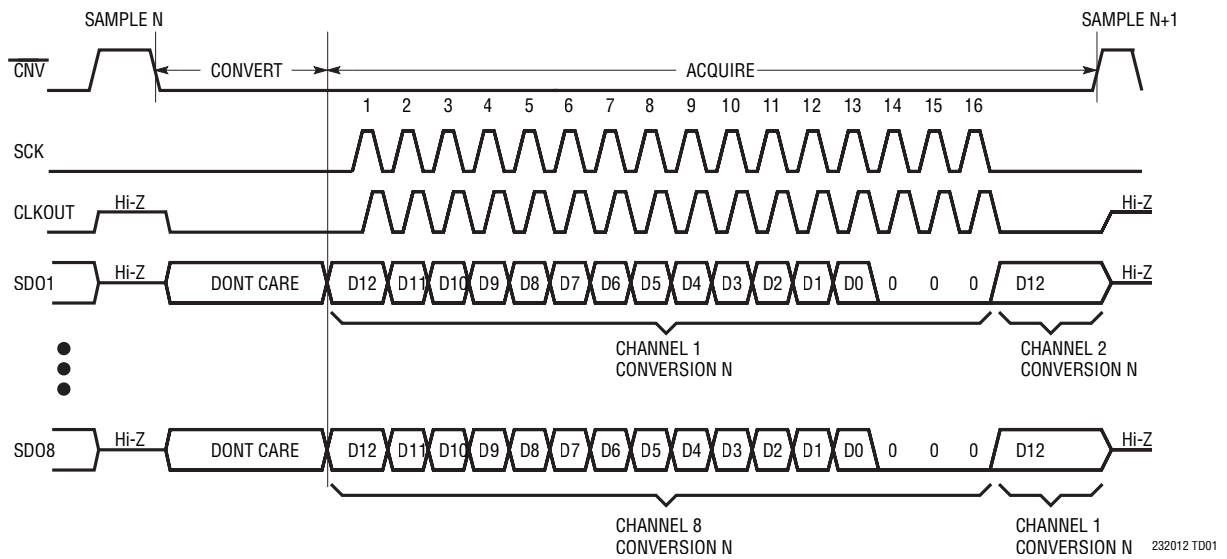 SAMPLE N SAMPLE N+1
CNV CONVERT ACQUIRE
1 2 3 4 5 6 7 8 9 10 11 12 13 14 15 16
SCK
Hi-Z Hi-Z
CLKOUT
SDO1 Hi-Z DONT CARE D12 D11 D10 D9 D8 D7 D6 D5 D4 D3 D2 D1 D0 0 0 0 D12 Hi-Z
CHANNEL 1 CHANNEL 2
CONVERSION N CONVERSION N
SDO8 Hi-Z DONT CARE D12 D11 D10 D9 D8 D7 D6 D5 D4 D3 D2 D1 D0 0 0 0 D12 Hi-Z
CHANNEL 8 CHANNEL 1
CONVERSION N CONVERSION N 232012 TD01